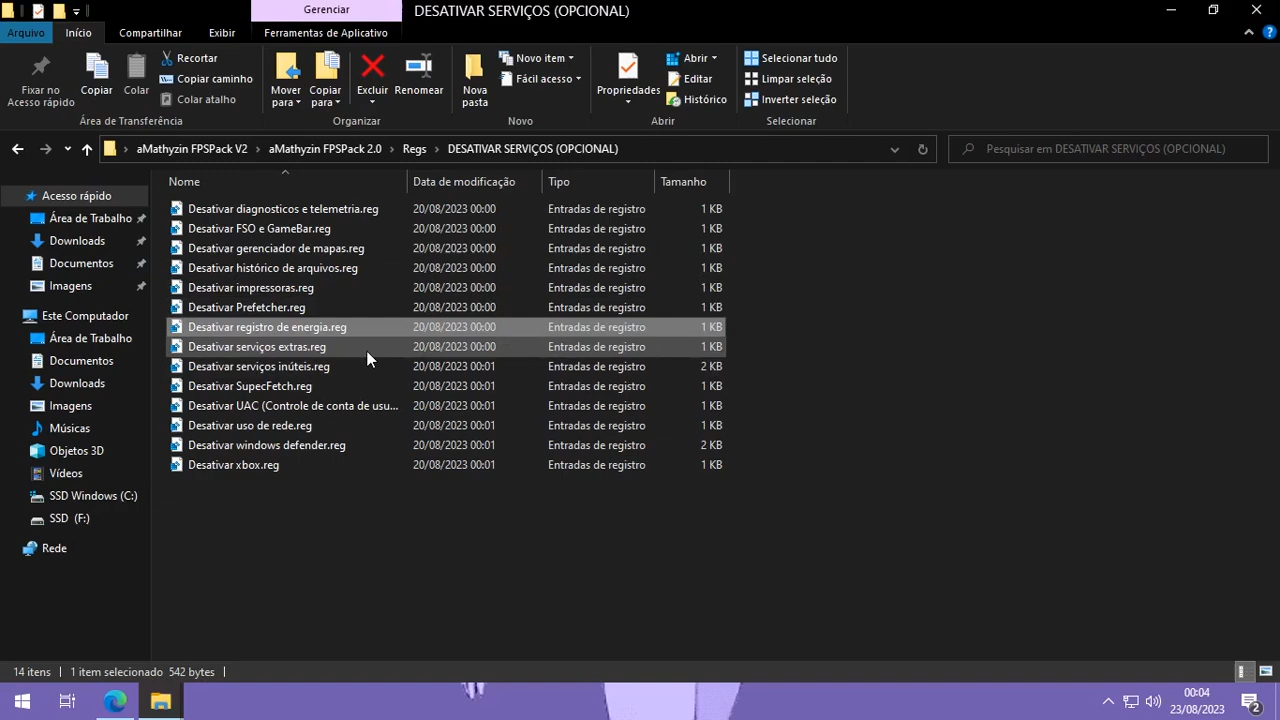 Gerenciar
DESATIVAR SERVIÇOS (OPCIONAL)
Arquivo
Início
Compartilhar
Exibir
Ferramentas de Aplicativo
Fixar no
Acesso rápido
Copiar
Colar
Recortar
Copiar caminho
Colar atalho
Área de Transferência
Mover
para
Copiar
para
Excluir
Renomear
Organizar
Nova
pasta
Novo item
Fácil acesso
Novo
Propriedades
Abrir
Editar
Histórico
Abrir
Selecionar tudo
Limpar seleção
Inverter seleção
Selecionar
aMathyzin FPSPack V2 > aMathyzin FPSPack 2.0 > Regs > DESATIVAR SERVIÇOS (OPCIONAL)
Pesquisar em DESATIVAR SERVIÇOS (OPCIONAL)
Acesso rápido
Área de Trabalho
Downloads
Documentos
Imagens
Este Computador
Área de Trabalho
Documentos
Downloads
Imagens
Músicas
Objetos 3D
Vídeos
SSD Windows (C:)
SSD (F:)
Rede
Nome Data de modificação Tipo Tamanho
Desativar diagnosticos e telemetria.reg 20/08/2023 00:00 Entradas de registro 1 KB
Desativar FSO e GameBar.reg 20/08/2023 00:00 Entradas de registro 1 KB
Desativar gerenciador de mapas.reg 20/08/2023 00:00 Entradas de registro 1 KB
Desativar histórico de arquivos.reg 20/08/2023 00:00 Entradas de registro 1 KB
Desativar impressoras.reg 20/08/2023 00:00 Entradas de registro 1 KB
Desativar Prefetcher.reg 20/08/2023 00:00 Entradas de registro 1 KB
Desativar registro de energia.reg 20/08/2023 00:00 Entradas de registro 1 KB
Desativar serviços extras.reg 20/08/2023 00:00 Entradas de registro 1 KB
Desativar serviços inúteis.reg 20/08/2023 00:01 Entradas de registro 2 KB
Desativar SupecFetch.reg 20/08/2023 00:01 Entradas de registro 1 KB
Desativar UAC (Controle de conta de usu... 20/08/2023 00:01 Entradas de registro 1 KB
Desativar uso de rede.reg 20/08/2023 00:01 Entradas de registro 1 KB
Desativar windows defender.reg 20/08/2023 00:01 Entradas de registro 2 KB
Desativar xbox.reg 20/08/2023 00:01 Entradas de registro 1 KB
14 itens 1 item selecionado 542 bytes
00:04
23/08/2023
2